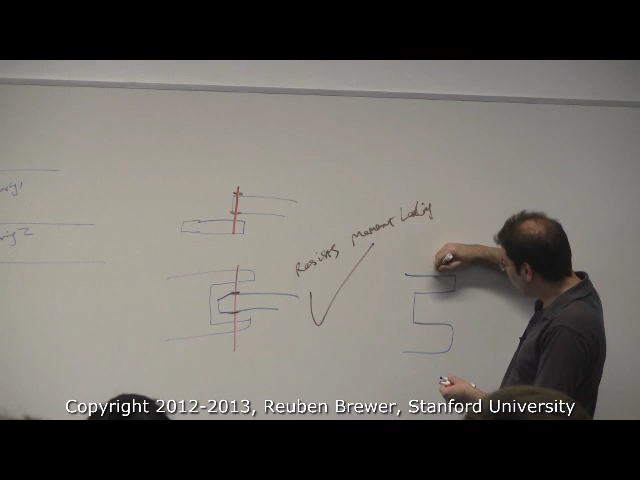 Resists Moment Loading
Copyright 2012-2013, Reuben Brewer, Stanford University